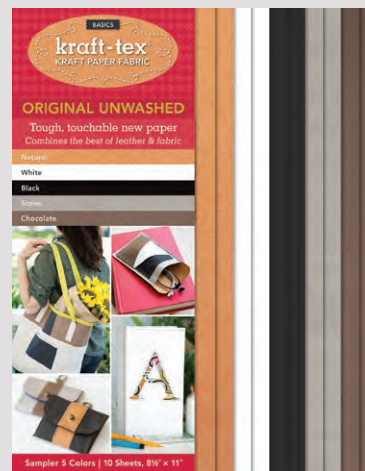 BASICS
kraft-tex
KRAFT PAPER FABRIC
ORIGINAL UNWASHED
Tough, touchable new paper
Combines the best of leather & fabric
Natural
White
Black
Stone
Chocolate
A
Sampler 5 Colors | 10 Sheets, 8½" × 11"